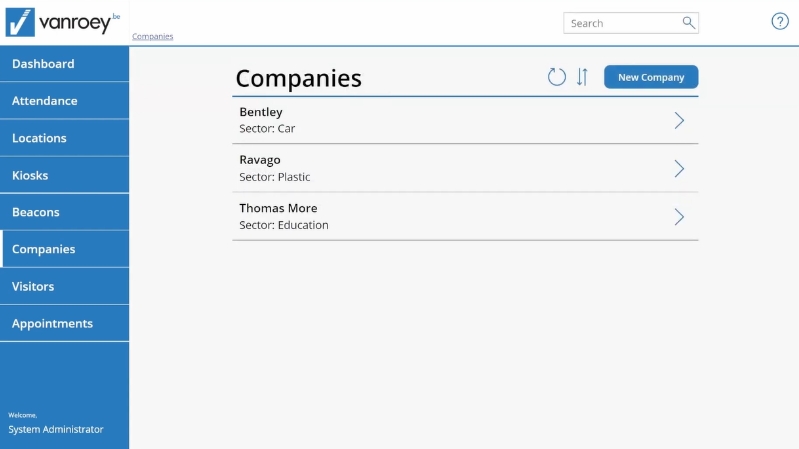 vanroey.be
Companies
Search
?
Dashboard
Attendance
Locations
Kiosks
Beacons
Companies
Visitors
Appointments
Welcome,
System Administrator
Companies
New Company
Bentley
Sector: Car
Ravago
Sector: Plastic
Thomas More
Sector: Education